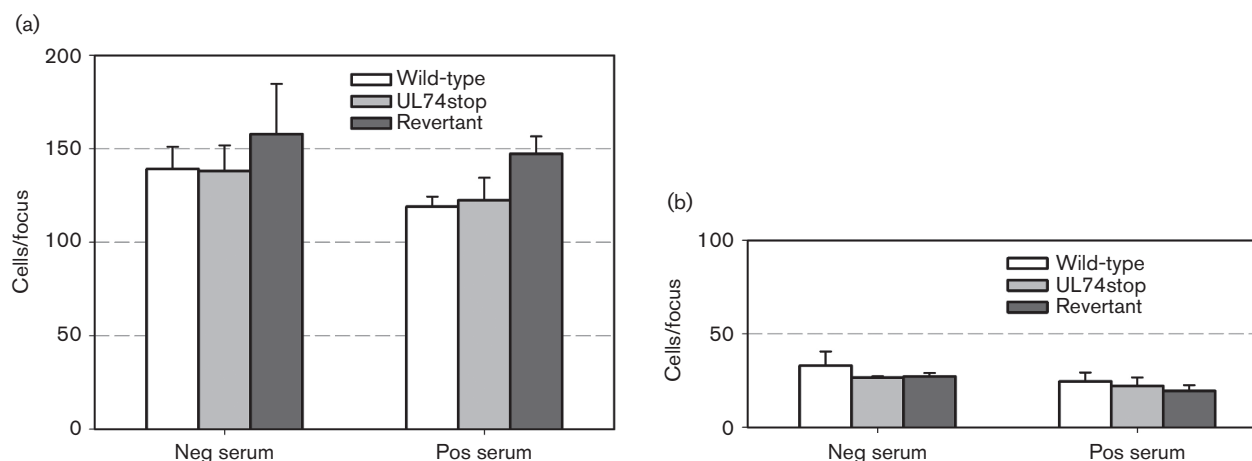 (a)
200
150
100
50
0
Cells/focus
Wild-type
UL74stop
Revertant
Neg serum
Pos serum
(b)
100
50
0
Cells/focus
Wild-type
UL74stop
Revertant
Neg serum
Pos serum